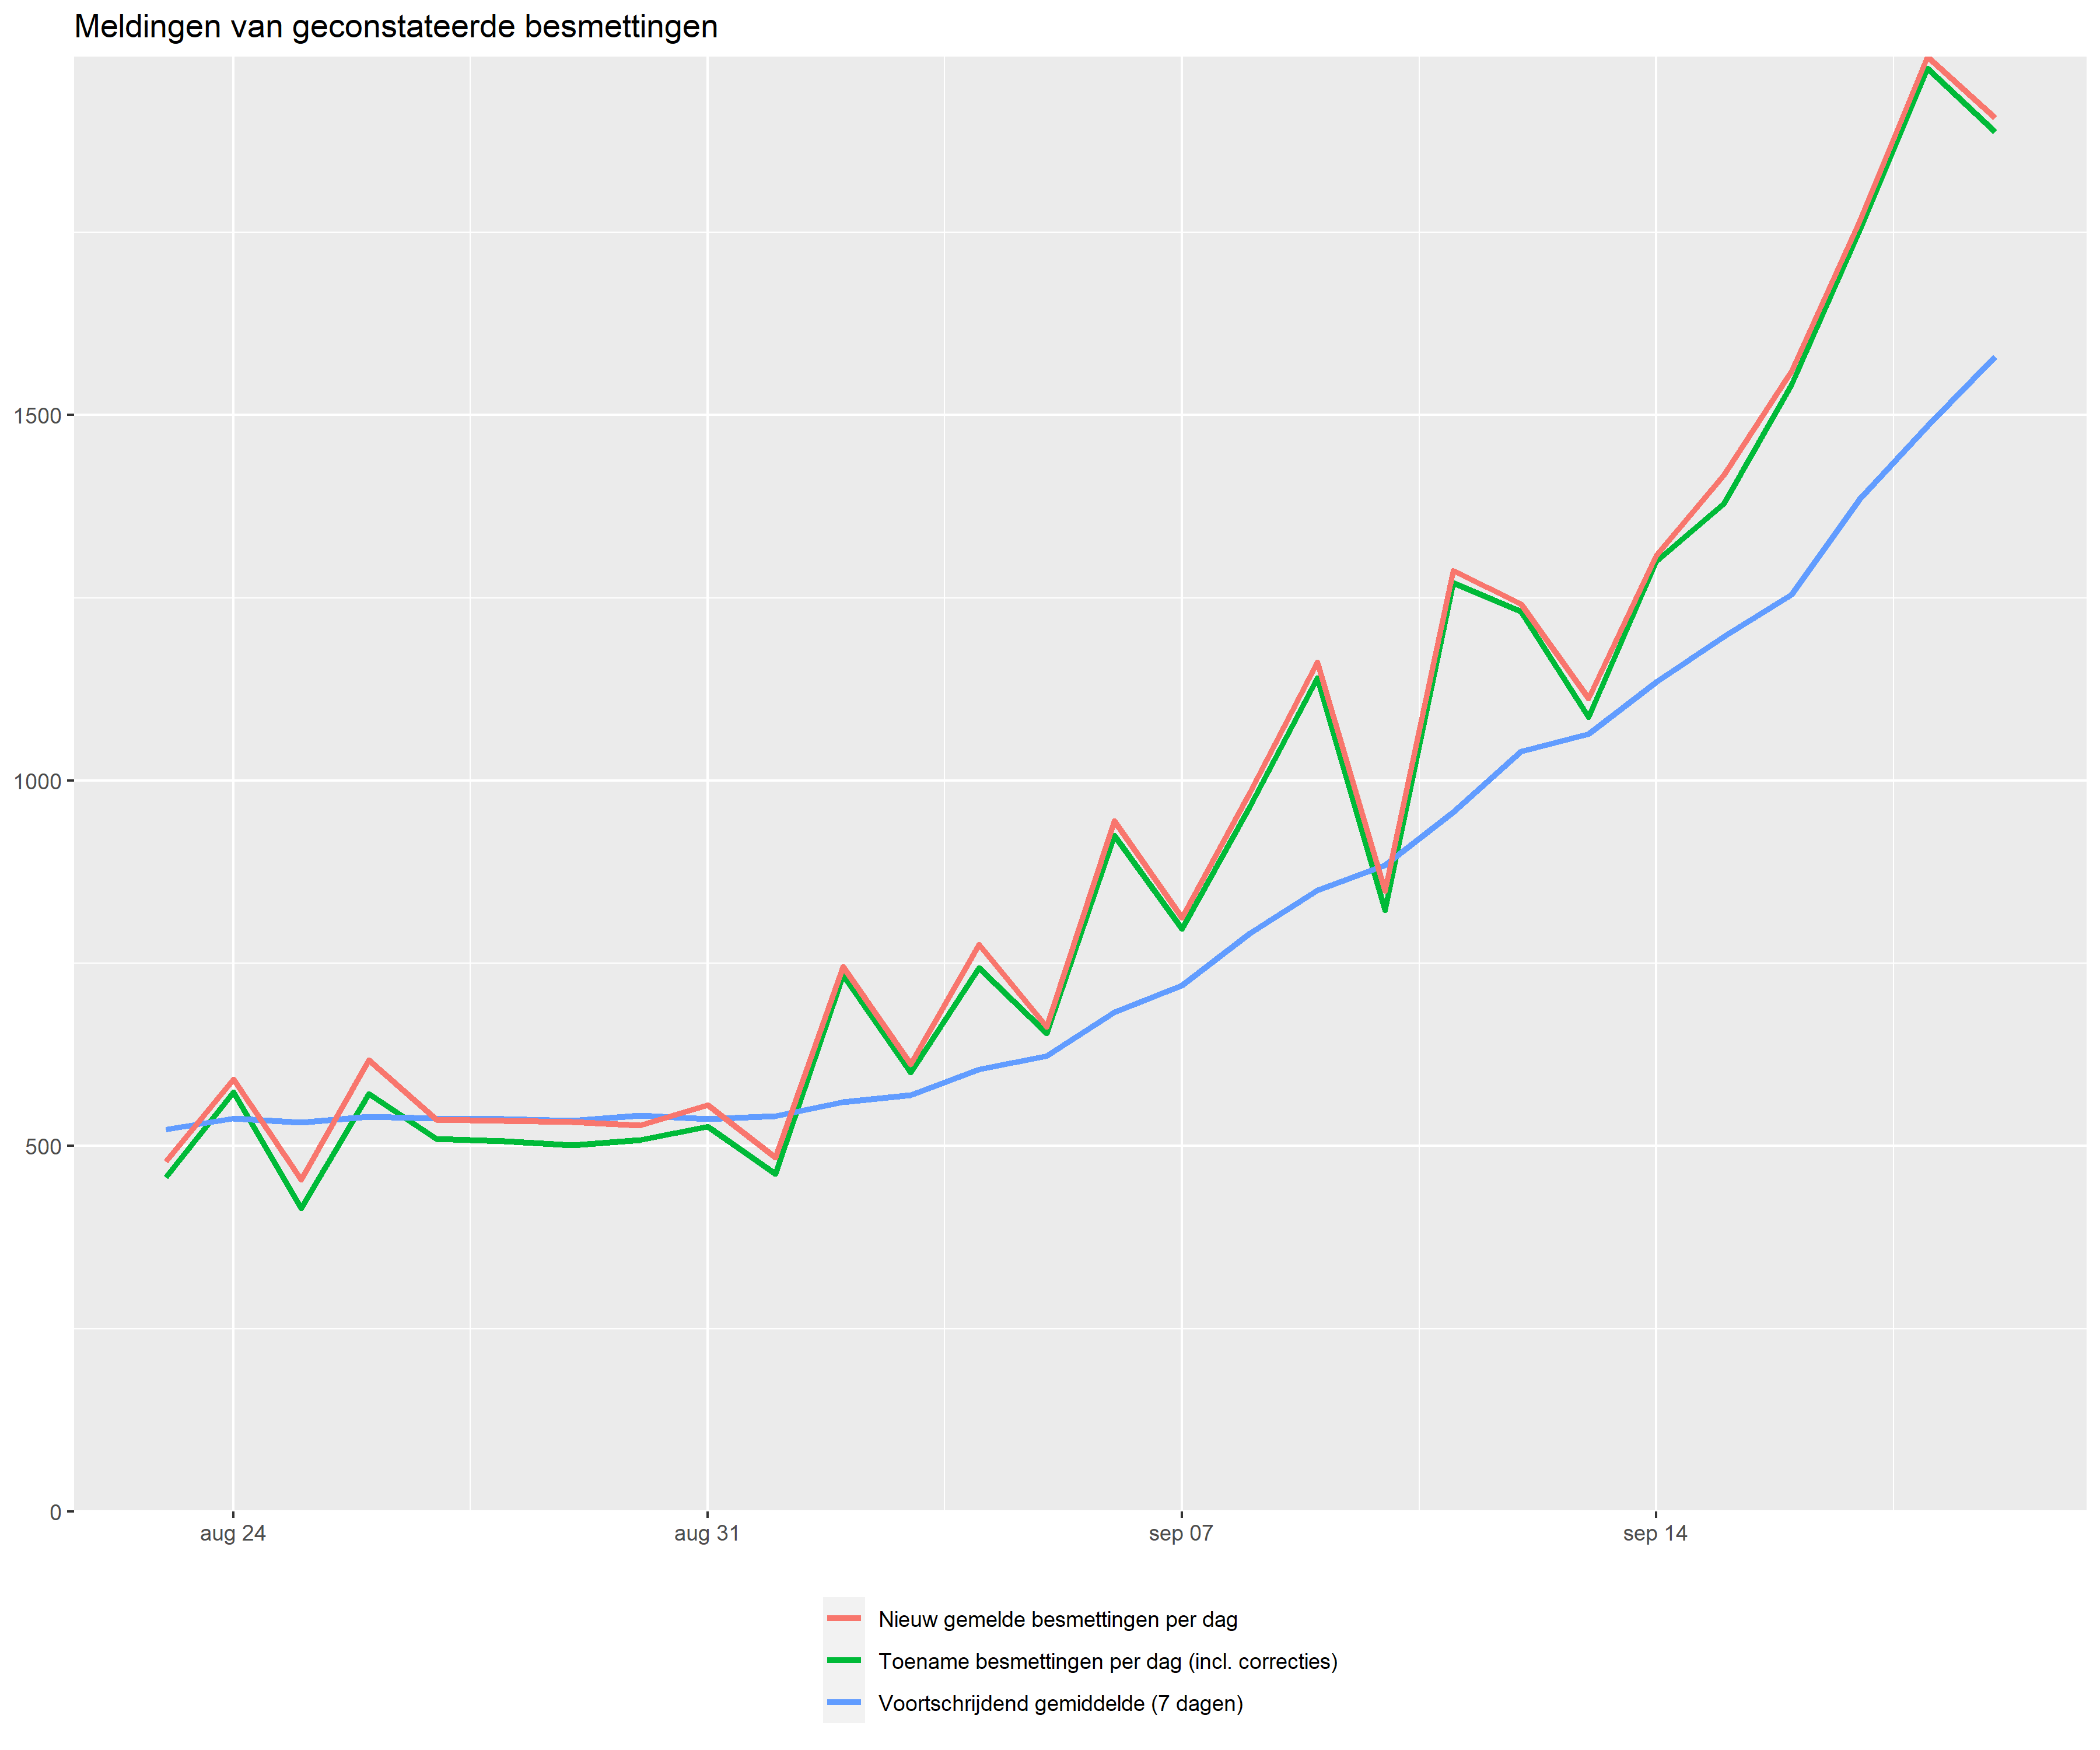 Meldingen van geconstateerde besmettingen
1500
1000
500
0
aug 24 aug 31 sep 07 sep 14
Nieuw gemelde besmettingen per dag
Toename besmettingen per dag (incl. correcties)
Voortschrijdend gemiddelde (7 dagen)